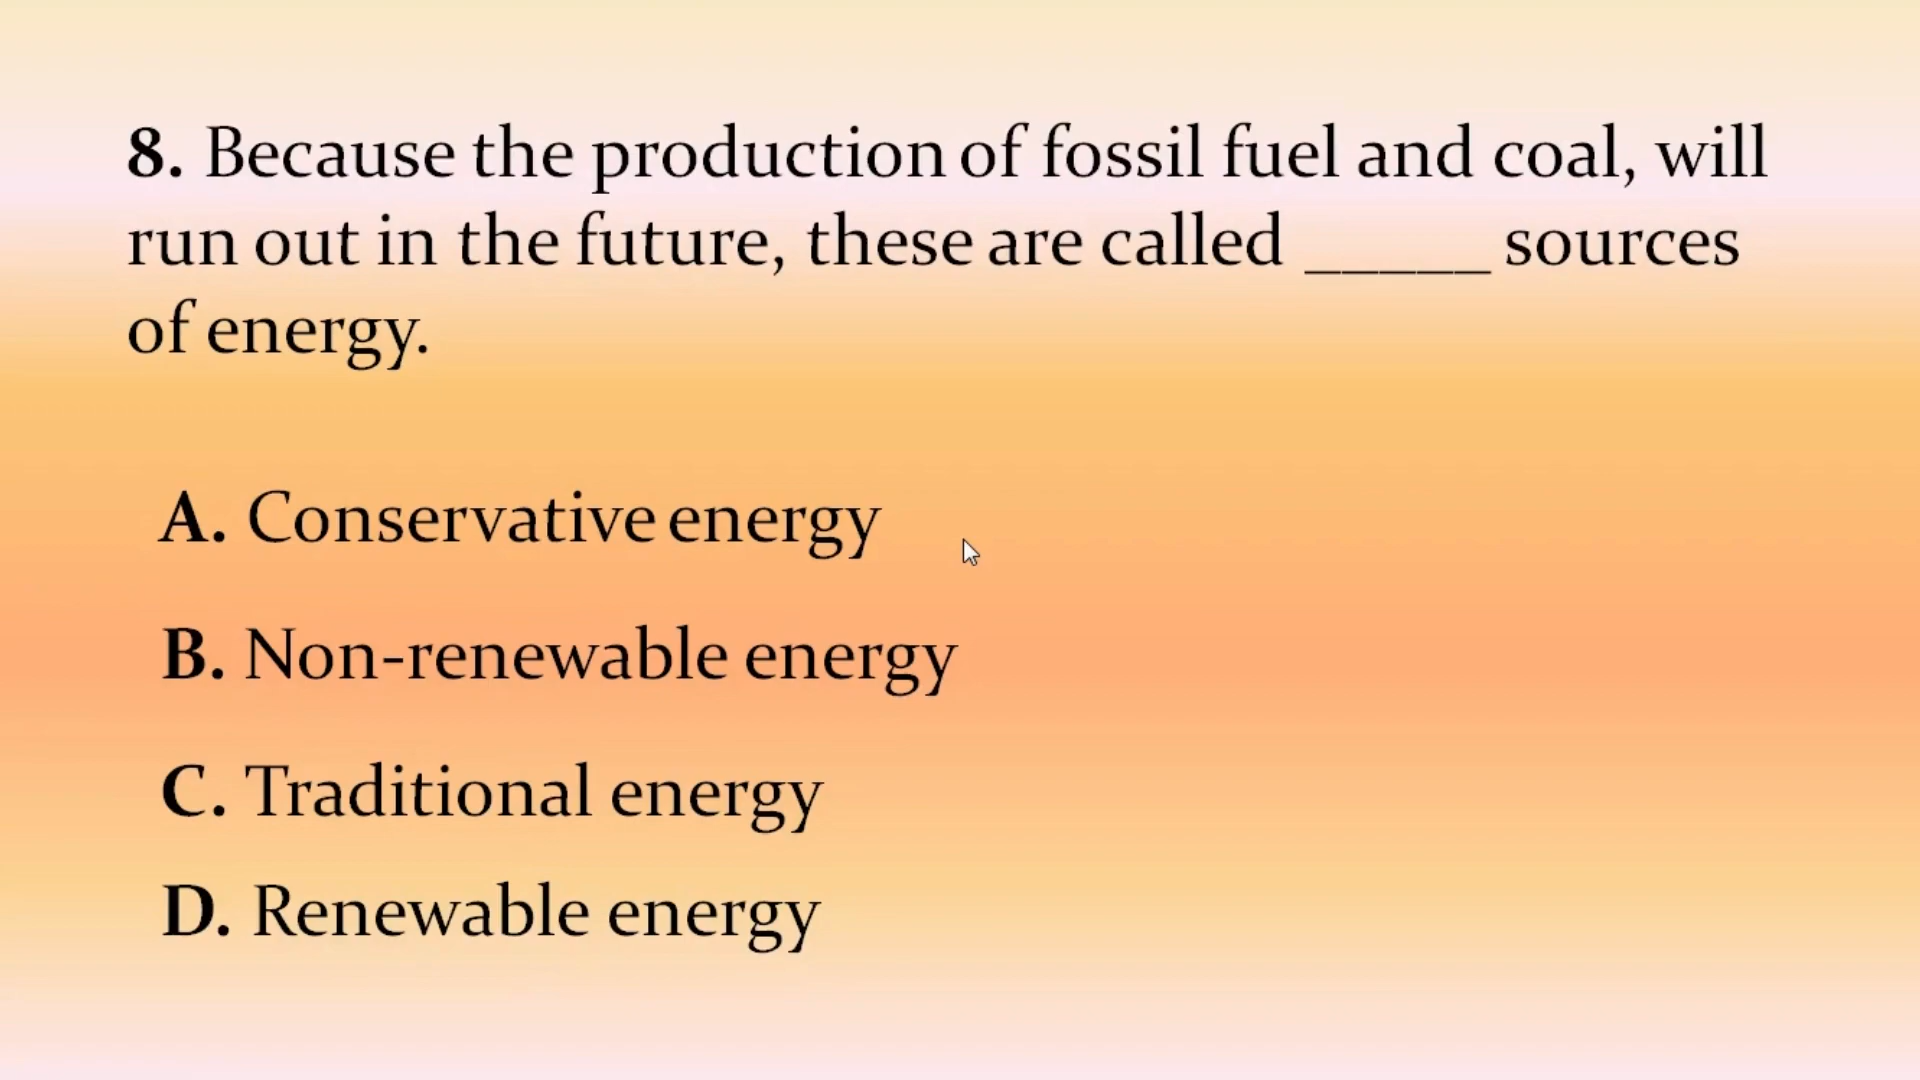 8. Because the production of fossil fuel and coal, will
run out in the future, these are called _____ sources
of energy.
A. Conservative energy
B. Non-renewable energy
C. Traditional energy
D. Renewable energy